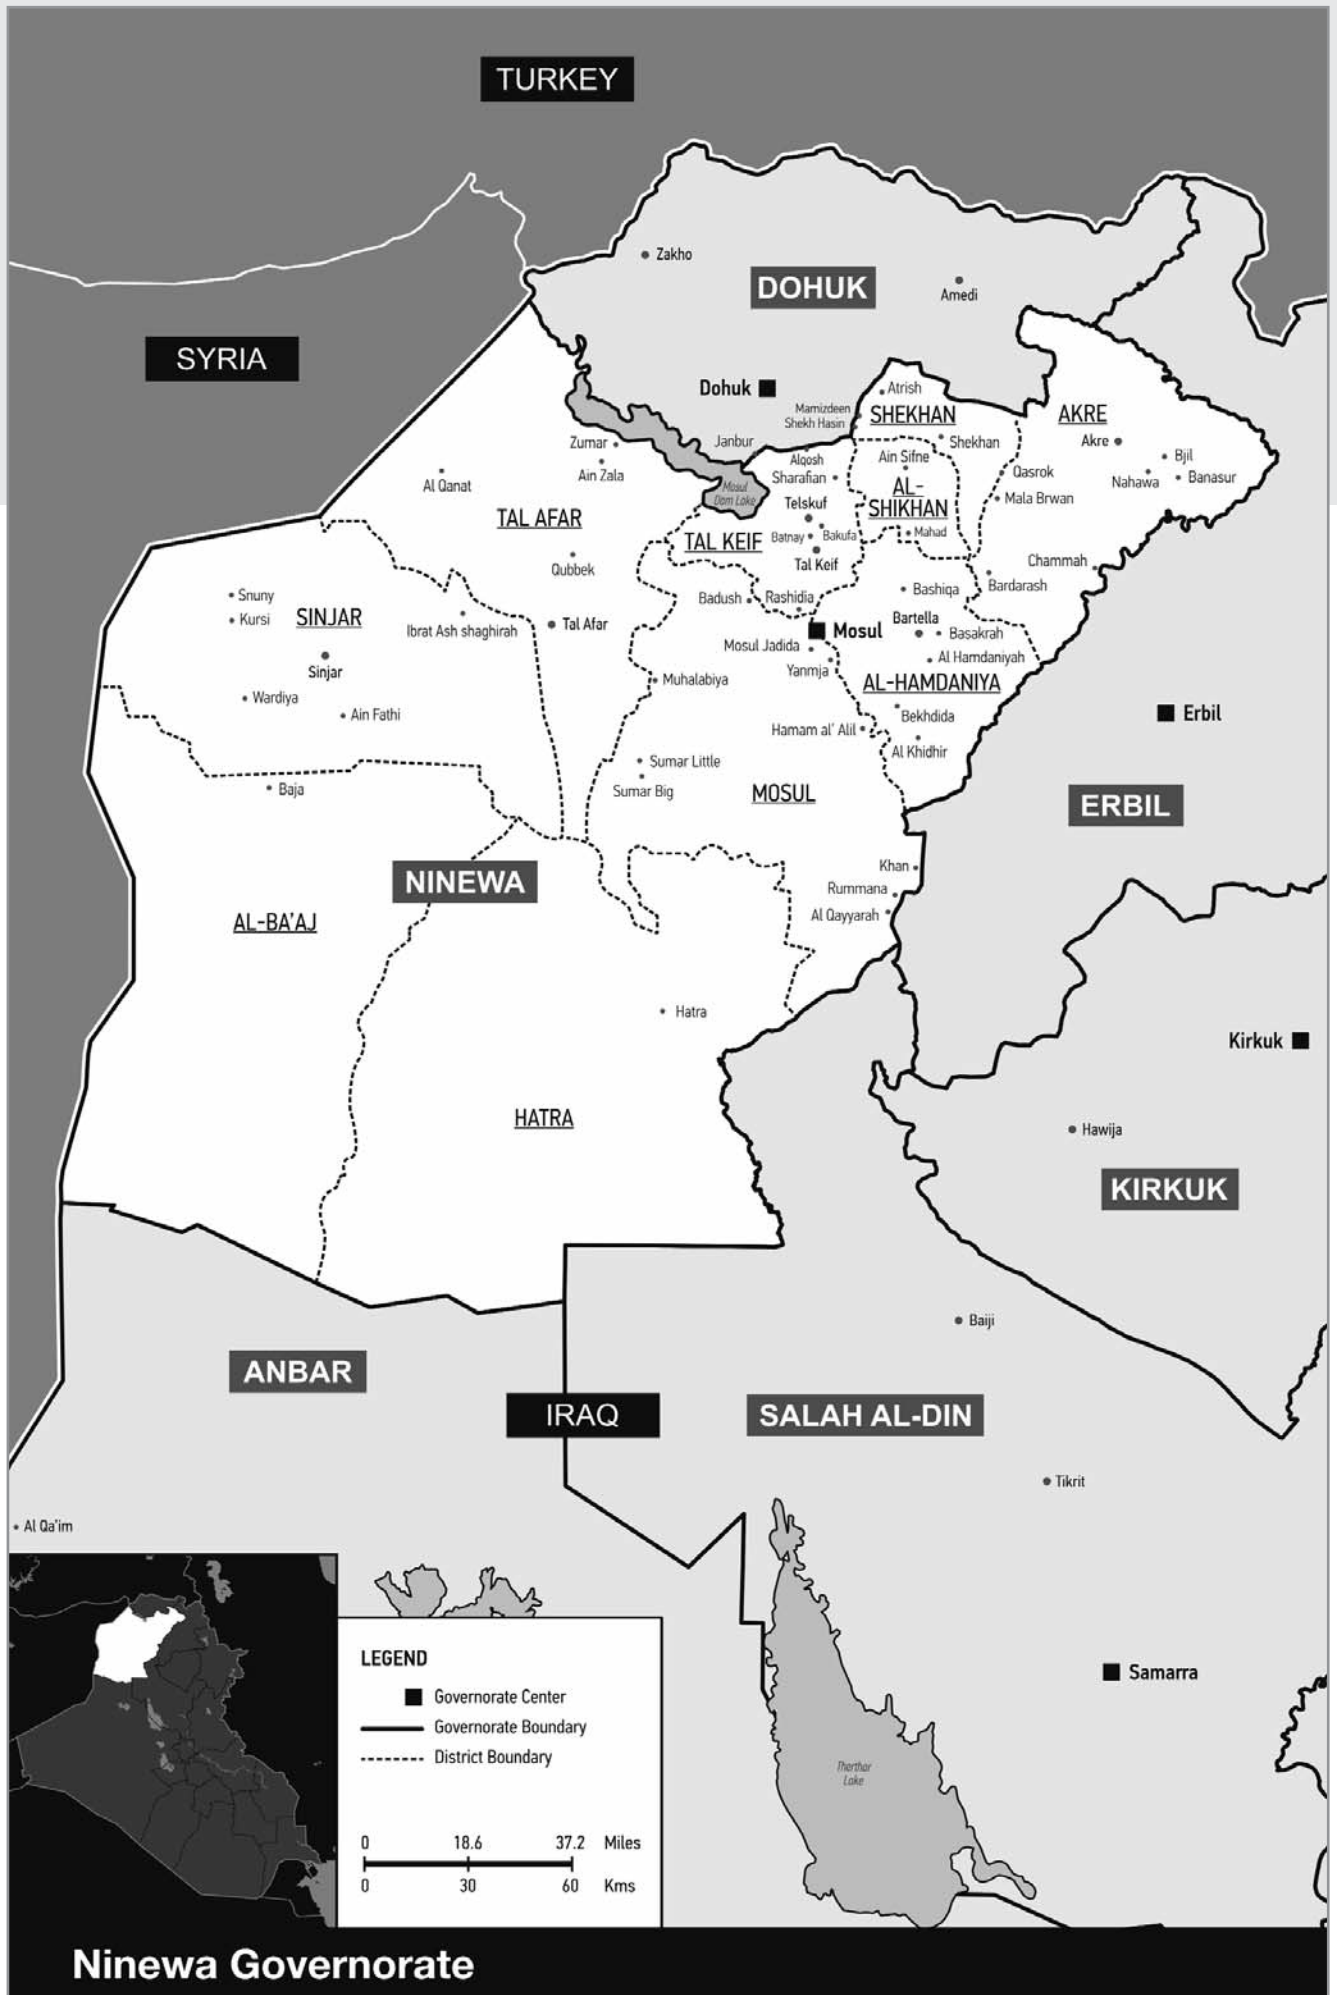 TURKEY
Zakho
DOHUK
Amedi
SYRIA
Dohuk
Atrish
Mamizdeen
Shekh Hasin
SHEKHAN
AKRE
Zumar
Janbur
Shekhan
Akre
Alqosh
Ain Sifne
Bjil
Ain Zala
Sharafian
Qasrok
Nahawa
Banasur
Al Qanat
Mosul
Dam Lake
AL-
SHIKHAN
Mala Brwan
Telskuf
TAL AFAR
TAL KEIF
Batnay
Bakufa
Mahad
Tal Keif
Qubbek
Chammah
Snuny
Badush
Rashidia
Bashiqa
Bardarash
Kursi
SINJAR
Ibrat Ash shaghirah
Tal Afar
Bartella
Mosul
Basakrah
Mosul Jadida
Al Hamdaniyah
Sinjar
Yanmja
Muhalabiya
AL-HAMDANIYA
Wardiya
Ain Fathi
Bekhdida
Erbil
Hamam al' Alil
Al Khidhir
Sumar Little
Baja
Sumar Big
MOSUL
ERBIL
Khan
NINEWA
Rummana
Al Qayyarah
AL-BA'AJ
Hatra
Kirkuk
HATRA
Hawija
KIRKUK
Baiji
ANBAR
IRAQ
SALAH AL-DIN
Tikrit
Al Qa'im
LEGEND
Governorate Center
Governorate Boundary
District Boundary
0 18.6 37.2 Miles
0 30 60 Kms
Samarra
Tharthar
Lake
Ninewa Governorate